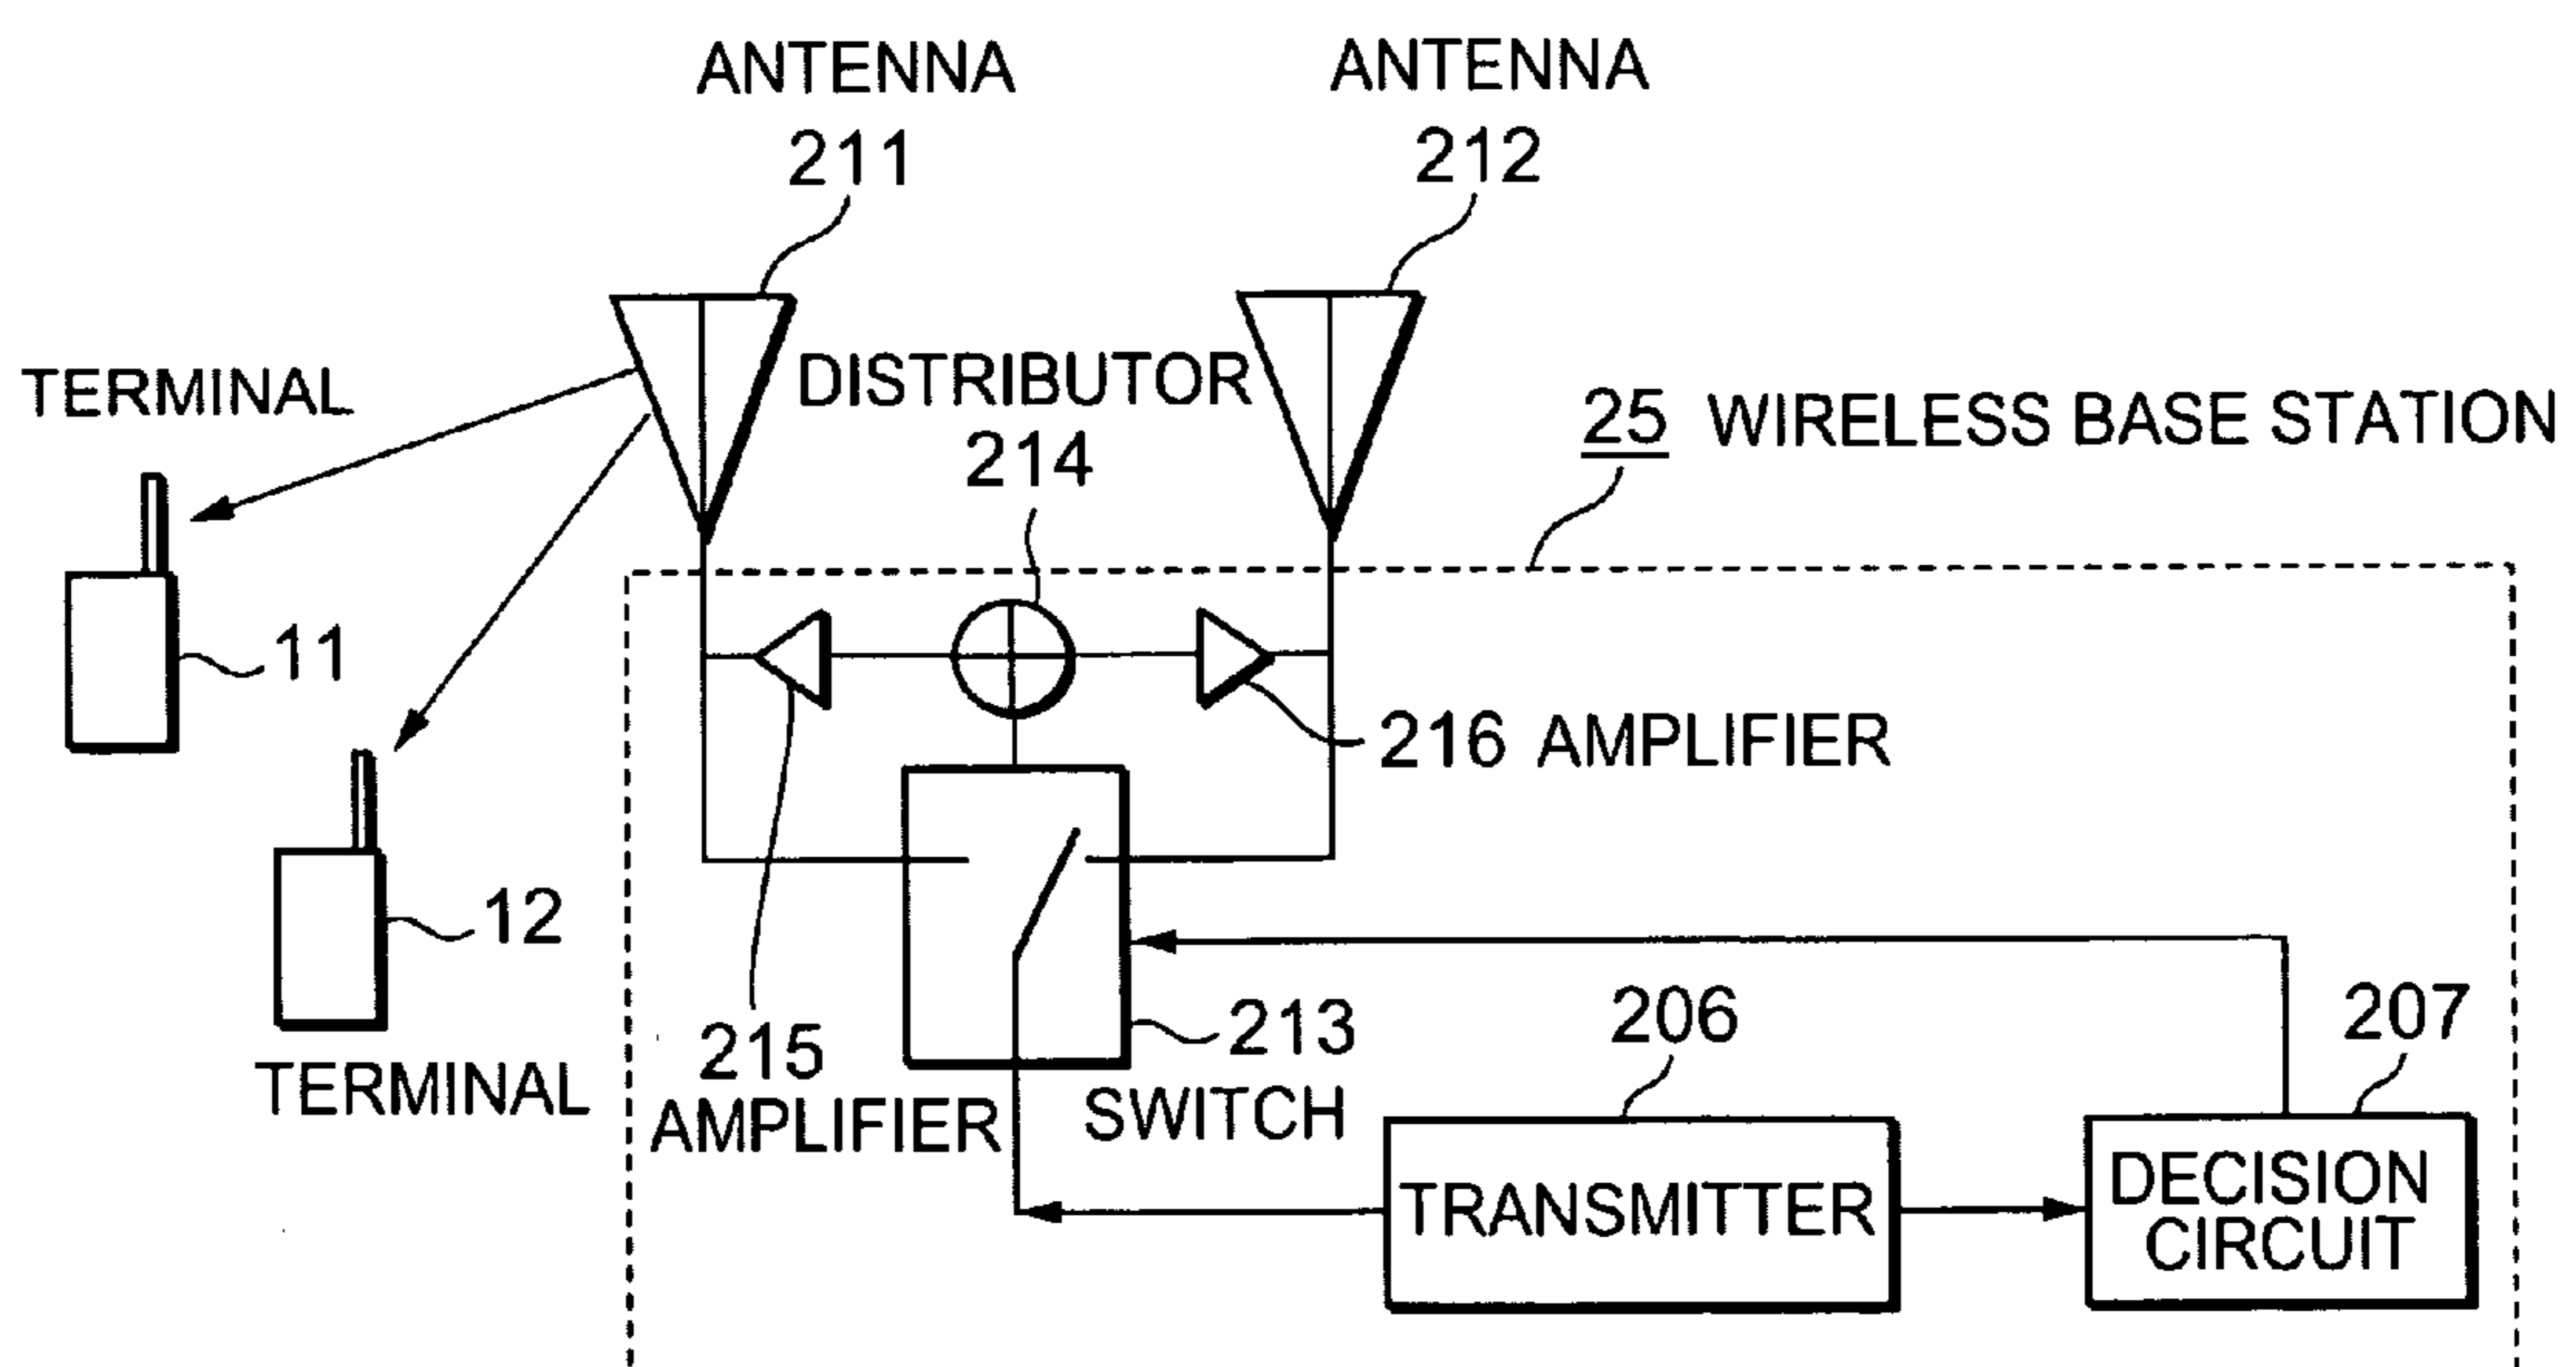 ANTENNA
211
ANTENNA
212
TERMINAL
DISTRIBUTOR
214
25 WIRELESS BASE STATION
11
216 AMPLIFIER
12
TERMINAL
215
AMPLIFIER
213
SWITCH
206
207
TRANSMITTER
DECISION
CIRCUIT